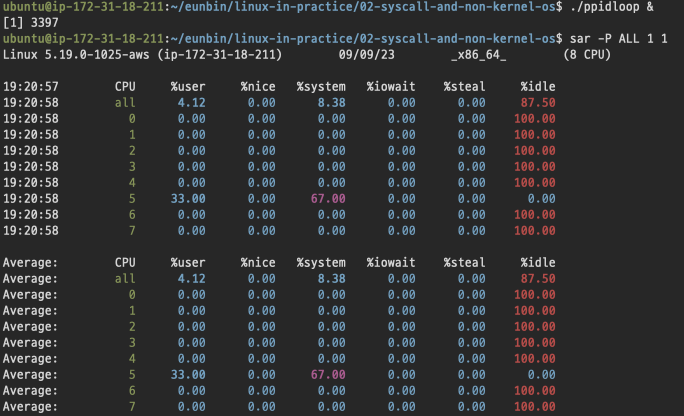 ubuntu@ip-172-31-18-211:~/eunbin/linux-in-practice/02-syscall-and-non-kernel-os$ ./ppidloop &
[1] 3397
ubuntu@ip-172-31-18-211:~/eunbin/linux-in-practice/02-syscall-and-non-kernel-os$ sar -P ALL 1 1
Linux 5.19.0-1025-aws (ip-172-31-18-211) 09/09/23 _x86_64_ (8 CPU)
19:20:57 CPU %user %nice %system %iowait %steal %idle
19:20:58 all 4.12 0.00 8.38 0.00 0.00 87.50
19:20:58 0 0.00 0.00 0.00 0.00 0.00 100.00
19:20:58 1 0.00 0.00 0.00 0.00 0.00 100.00
19:20:58 2 0.00 0.00 0.00 0.00 0.00 100.00
19:20:58 3 0.00 0.00 0.00 0.00 0.00 100.00
19:20:58 4 0.00 0.00 0.00 0.00 0.00 100.00
19:20:58 5 33.00 0.00 67.00 0.00 0.00 0.00
19:20:58 6 0.00 0.00 0.00 0.00 0.00 100.00
19:20:58 7 0.00 0.00 0.00 0.00 0.00 100.00
Average: CPU %user %nice %system %iowait %steal %idle
Average: all 4.12 0.00 8.38 0.00 0.00 87.50
Average: 0 0.00 0.00 0.00 0.00 0.00 100.00
Average: 1 0.00 0.00 0.00 0.00 0.00 100.00
Average: 2 0.00 0.00 0.00 0.00 0.00 100.00
Average: 3 0.00 0.00 0.00 0.00 0.00 100.00
Average: 4 0.00 0.00 0.00 0.00 0.00 100.00
Average: 5 33.00 0.00 67.00 0.00 0.00 0.00
Average: 6 0.00 0.00 0.00 0.00 0.00 100.00
Average: 7 0.00 0.00 0.00 0.00 0.00 100.00